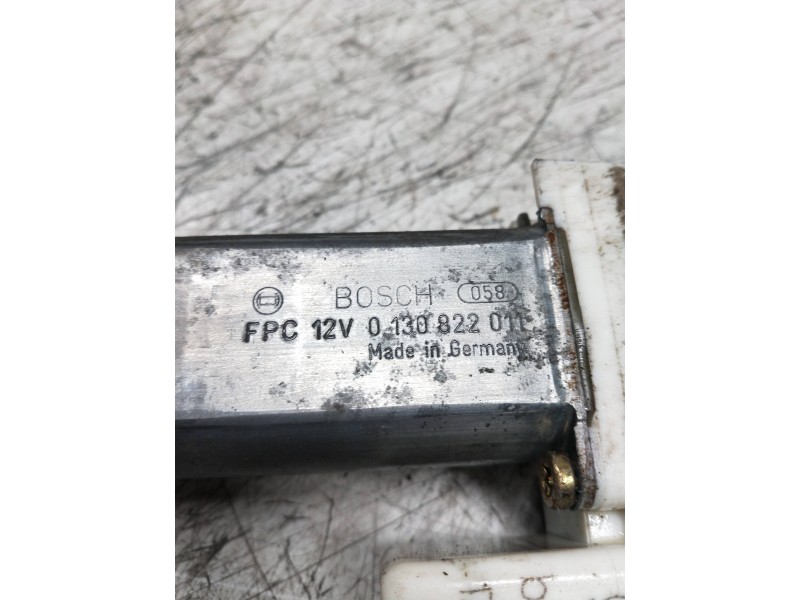 BOSCH 058
FPC 12V 0 130 822 011
Made in Germany